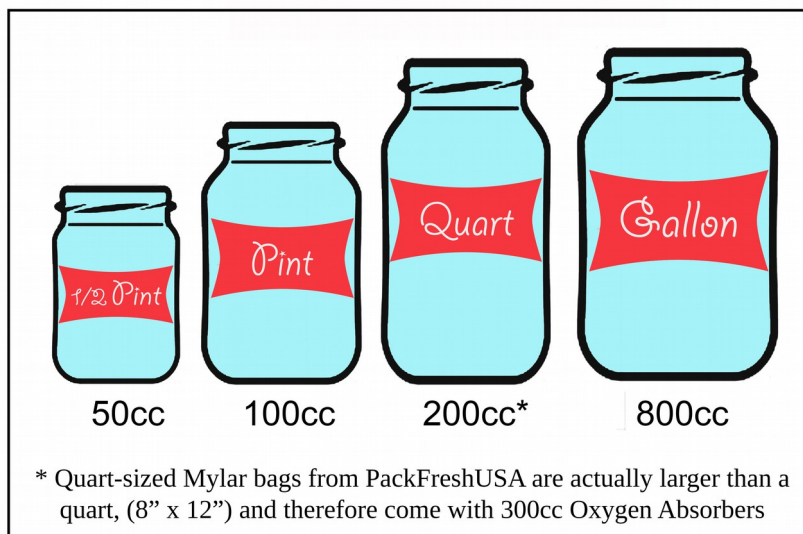 1/2 Pint
Pint
Quart
Gallon
50cc
100cc
200cc*
800cc
* Quart-sized Mylar bags from PackFreshUSA are actually larger than a
quart, (8” x 12”) and therefore come with 300cc Oxygen Absorbers